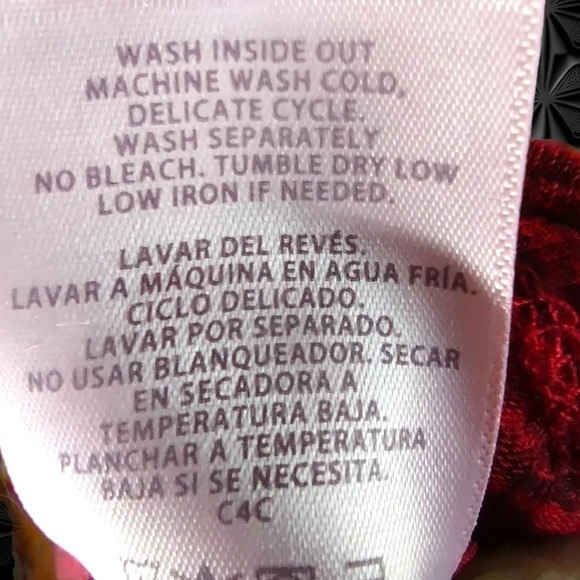 WASH INSIDE OUT
MACHINE WASH COLD,
DELICATE CYCLE.
WASH SEPARATELY
NO BLEACH. TUMBLE DRY LOW
LOW IRON IF NEEDED.
LAVAR DEL REVÉS.
LAVAR A MÁQUINA EN AGUA FRÍA.
CICLO DELICADO.
LAVAR POR SEPARADO.
NO USAR BLANQUEADOR. SECAR
EN SECADORA A
TEMPERATURA BAJA.
PLANCHAR A TEMPERATURA
BAJA SI SE NECESITA.
C4C